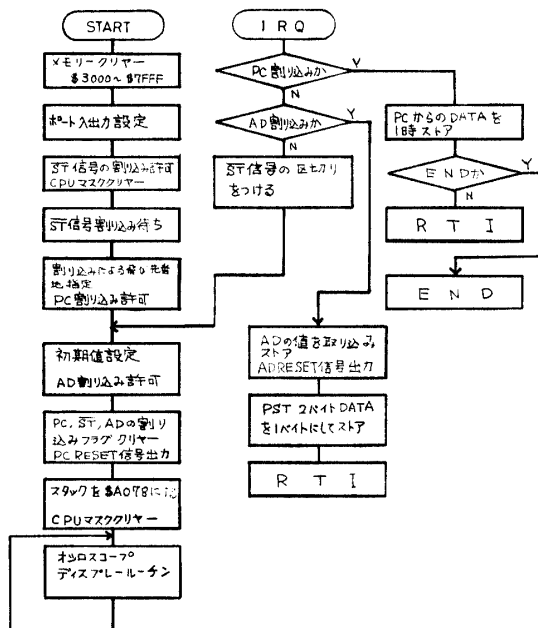 START
メモリークリヤー
$3000〜$7FFF
ポート入出力設定
S̅T̅信号の割り込み許可
CPUマスククリヤー
S̅T̅信号割り込み待ち
割り込みによる飛び先番
地指定
PC割り込み許可
初期値設定
AD割り込み許可
PC, S̅T̅, ADの割り
込みフラグクリヤー
PC RESET信号出力
スタックを$A078に
CPUマスククリヤー
オシロスコープ
ディスプレールーチン
IRQ
PC割り込みか
Y
N
AD割り込みか
Y
N
S̅T̅信号の区切り
をつける
ADの値を取り込み
ストア
ADRESET信号出力
PST 2バイトDATA
を1バイトにしてストア
RTI
PCからのDATAを
1時ストア
ENDか
Y
N
RTI
END